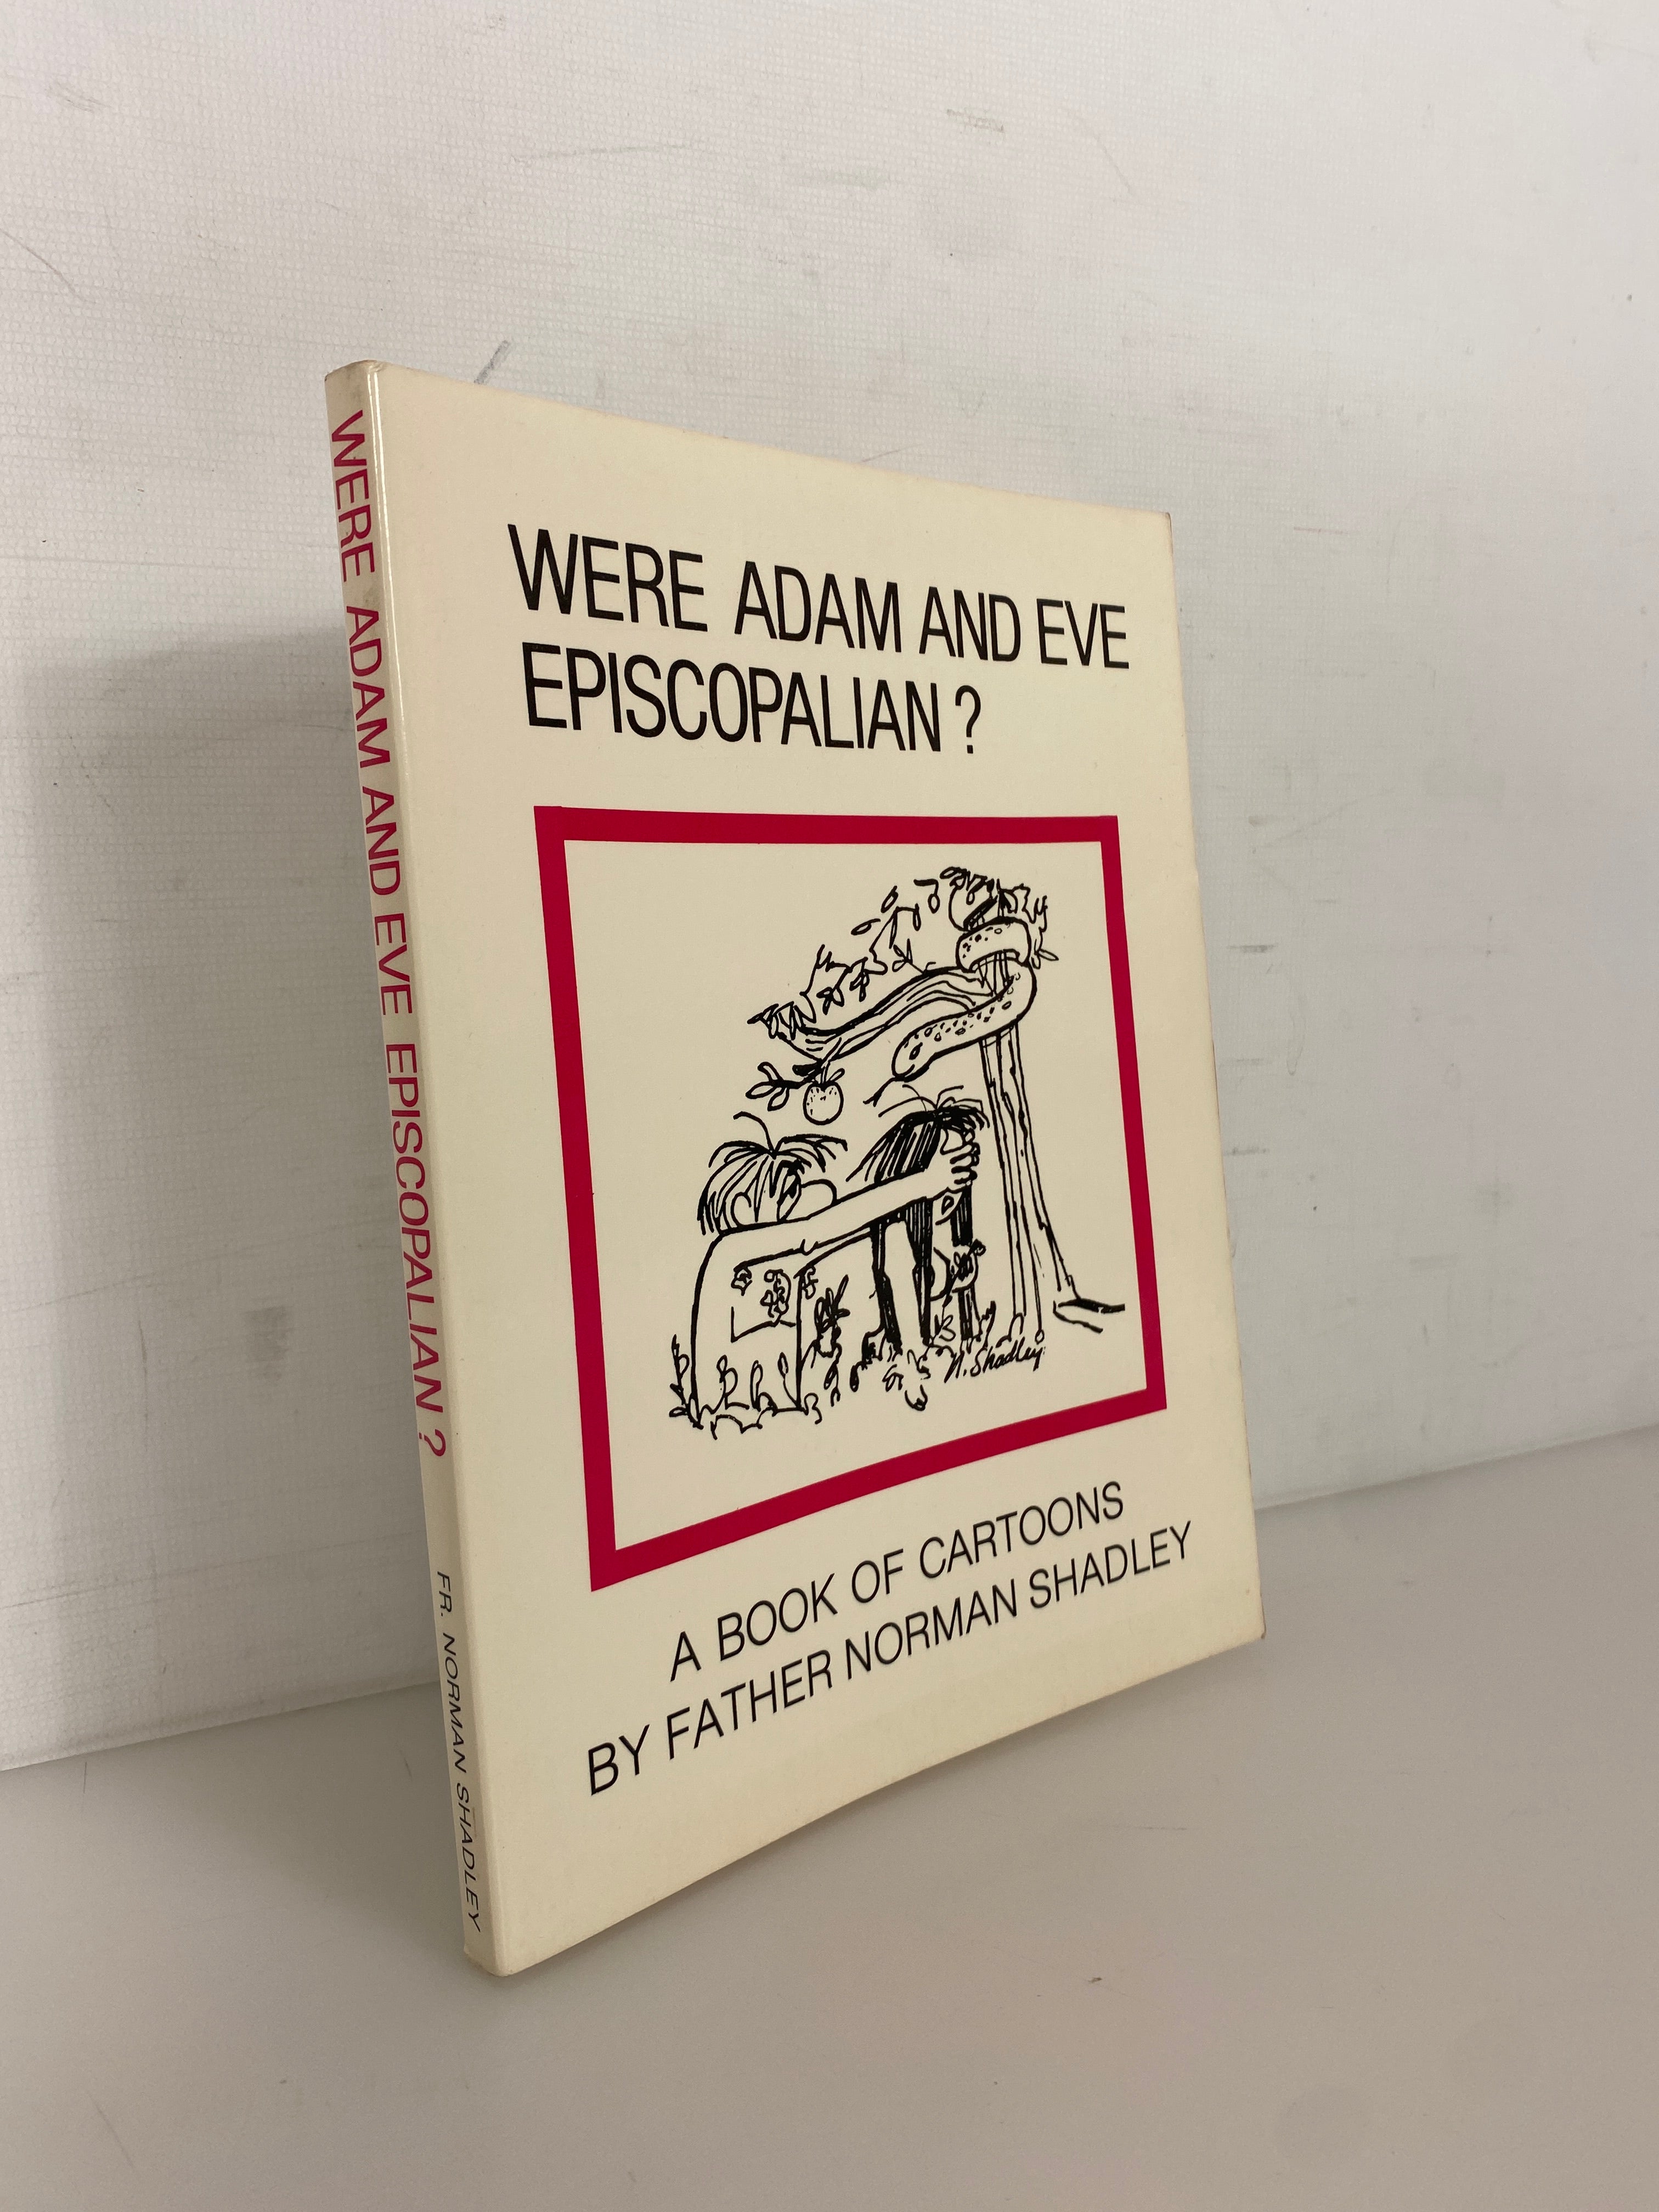 WERE ADAM AND EVE EPISCOPALIAN? FR. NORMAN SHADLEY
WERE ADAM AND EVE
EPISCOPALIAN?
N. Shadley
A BOOK OF CARTOONS
BY FATHER NORMAN SHADLEY